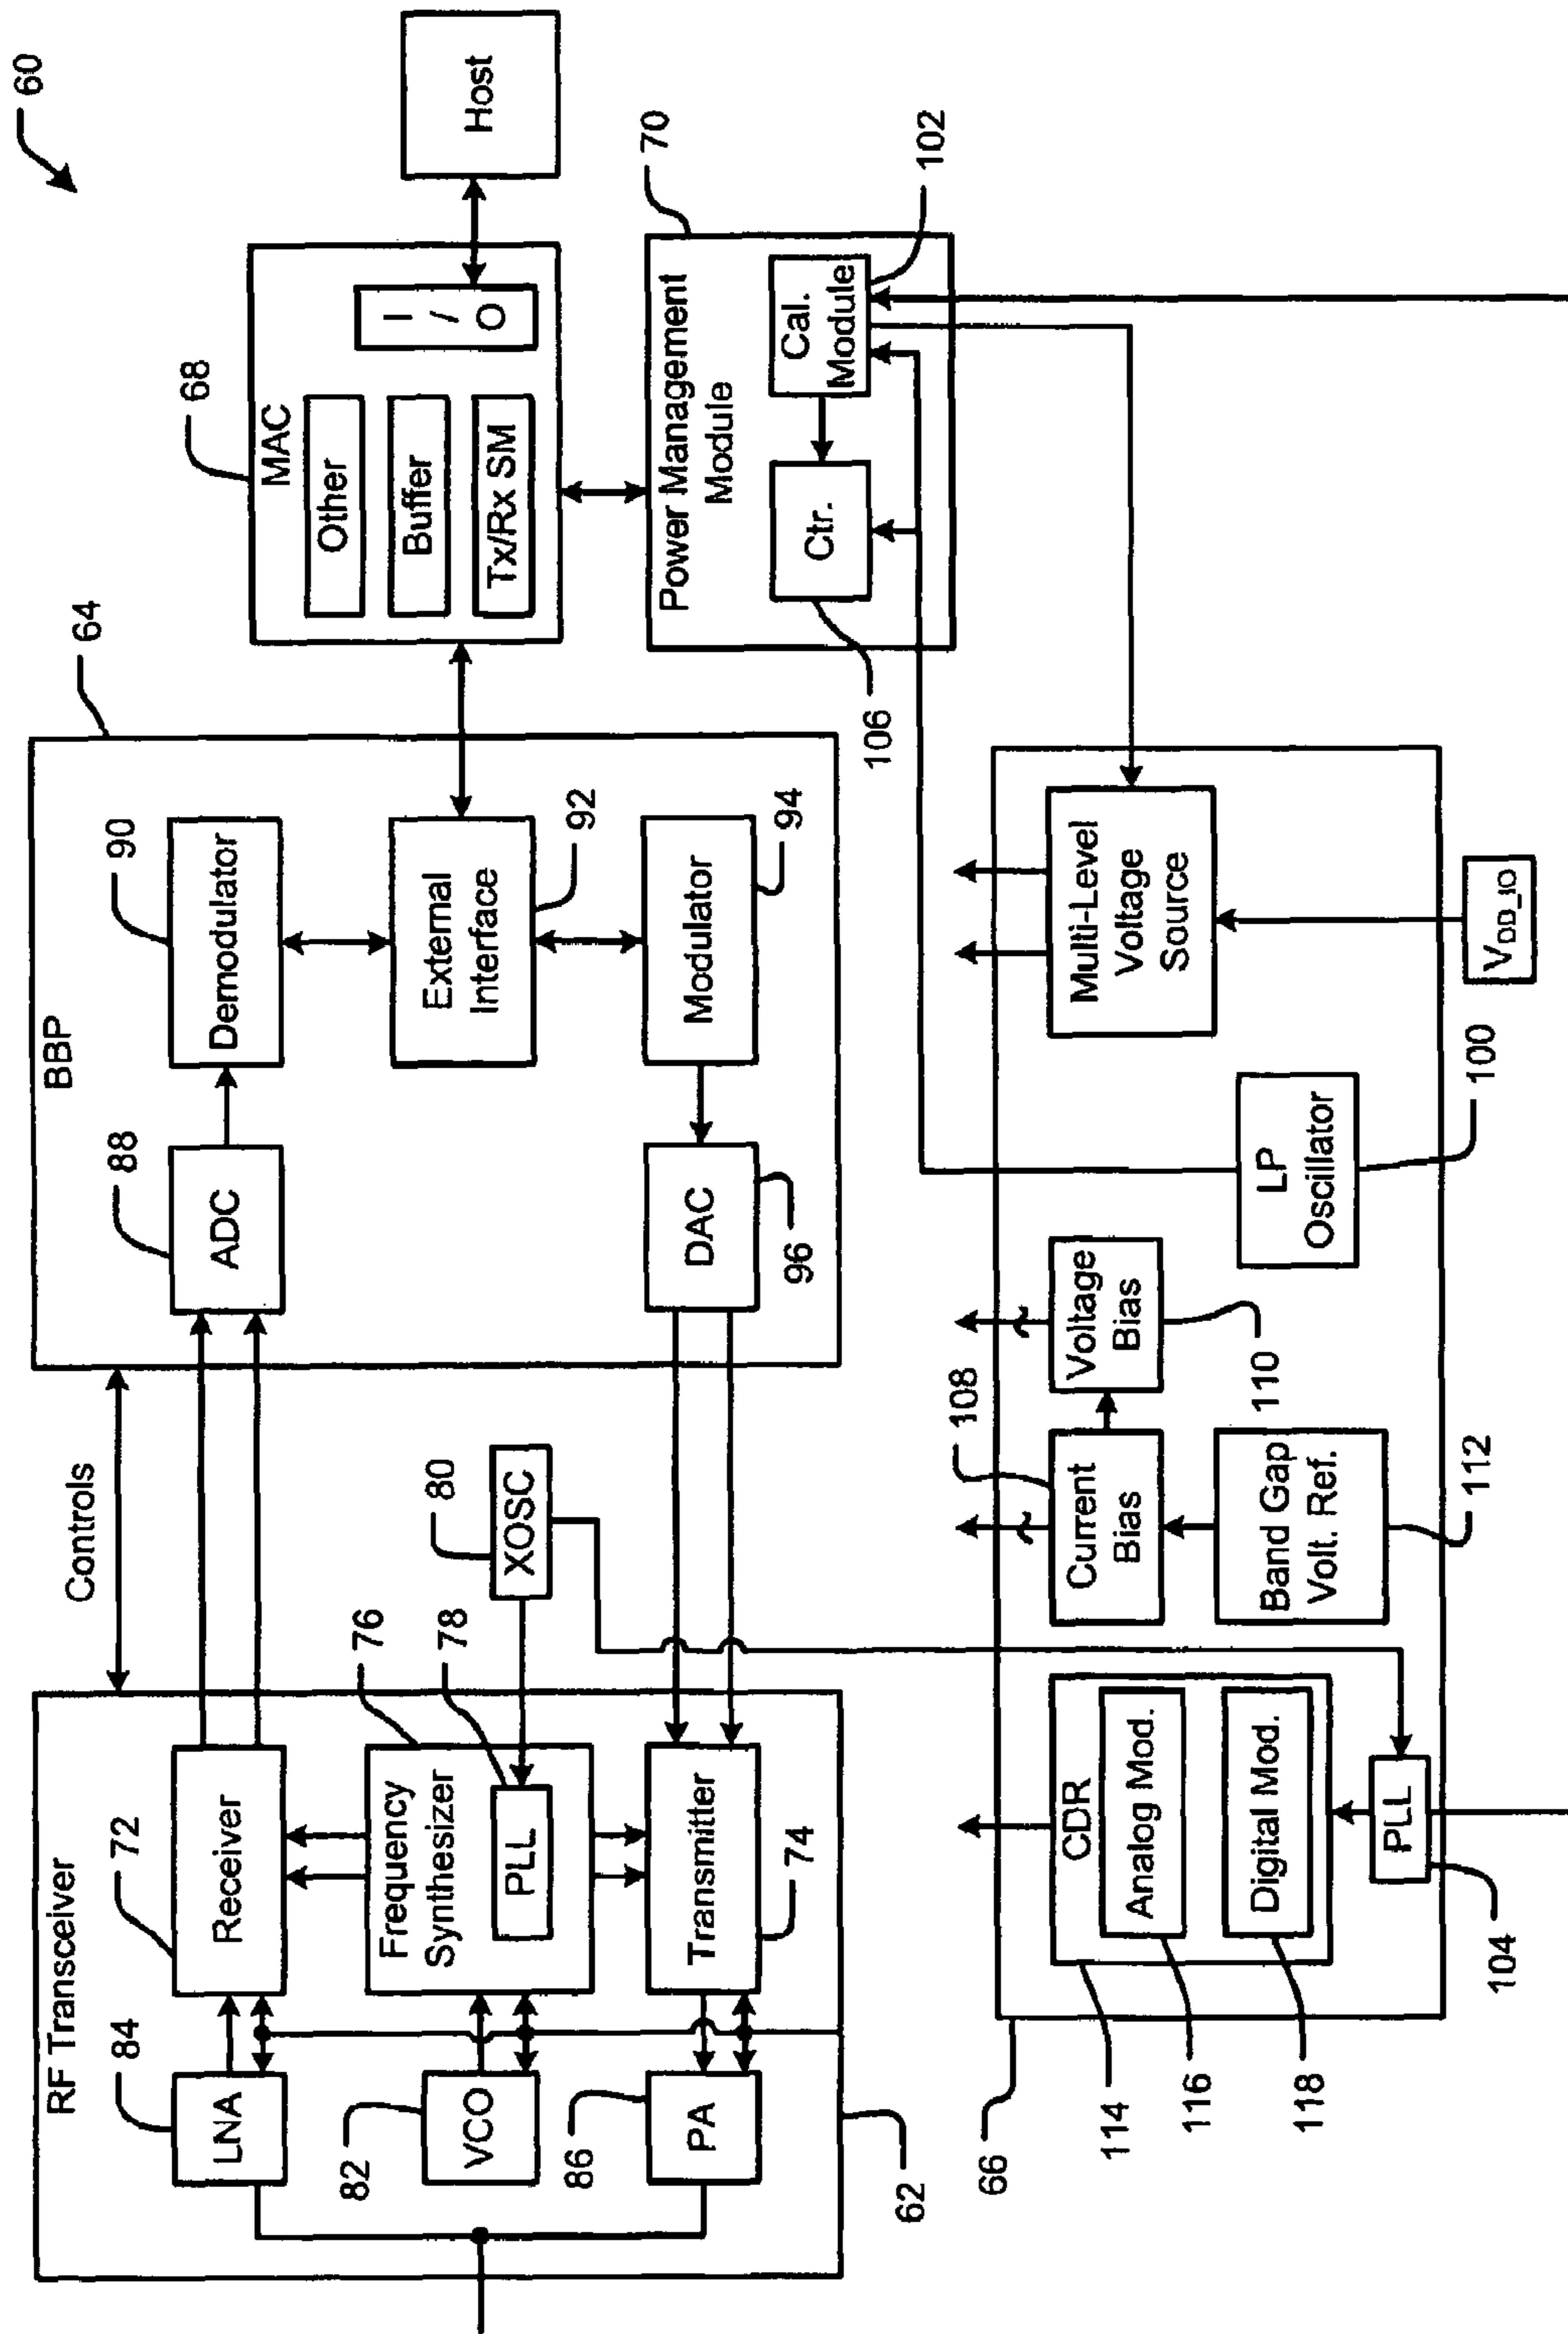 60
RF Transceiver
62
84
LNA
72
Receiver
82
VCO
76
Frequency
Synthesizer
78
PLL
80
XOSC
86
PA
Transmitter
74
Controls
BBP
64
88
ADC
90
Demodulator
External
Interface
92
DAC
96
Modulator
94
68
MAC
Other
Buffer
Tx/Rx SM
I
/
O
Host
70
Power Management
Module
Ctr.
106
Cal.
Module
102
66
CDR
114
Analog Mod.
116
Digital Mod.
118
PLL
104
108
Current
Bias
Voltage
Bias
110
Band Gap
Volt. Ref.
112
LP
Oscillator
100
Multi-Level
Voltage
Source
VDD_IO